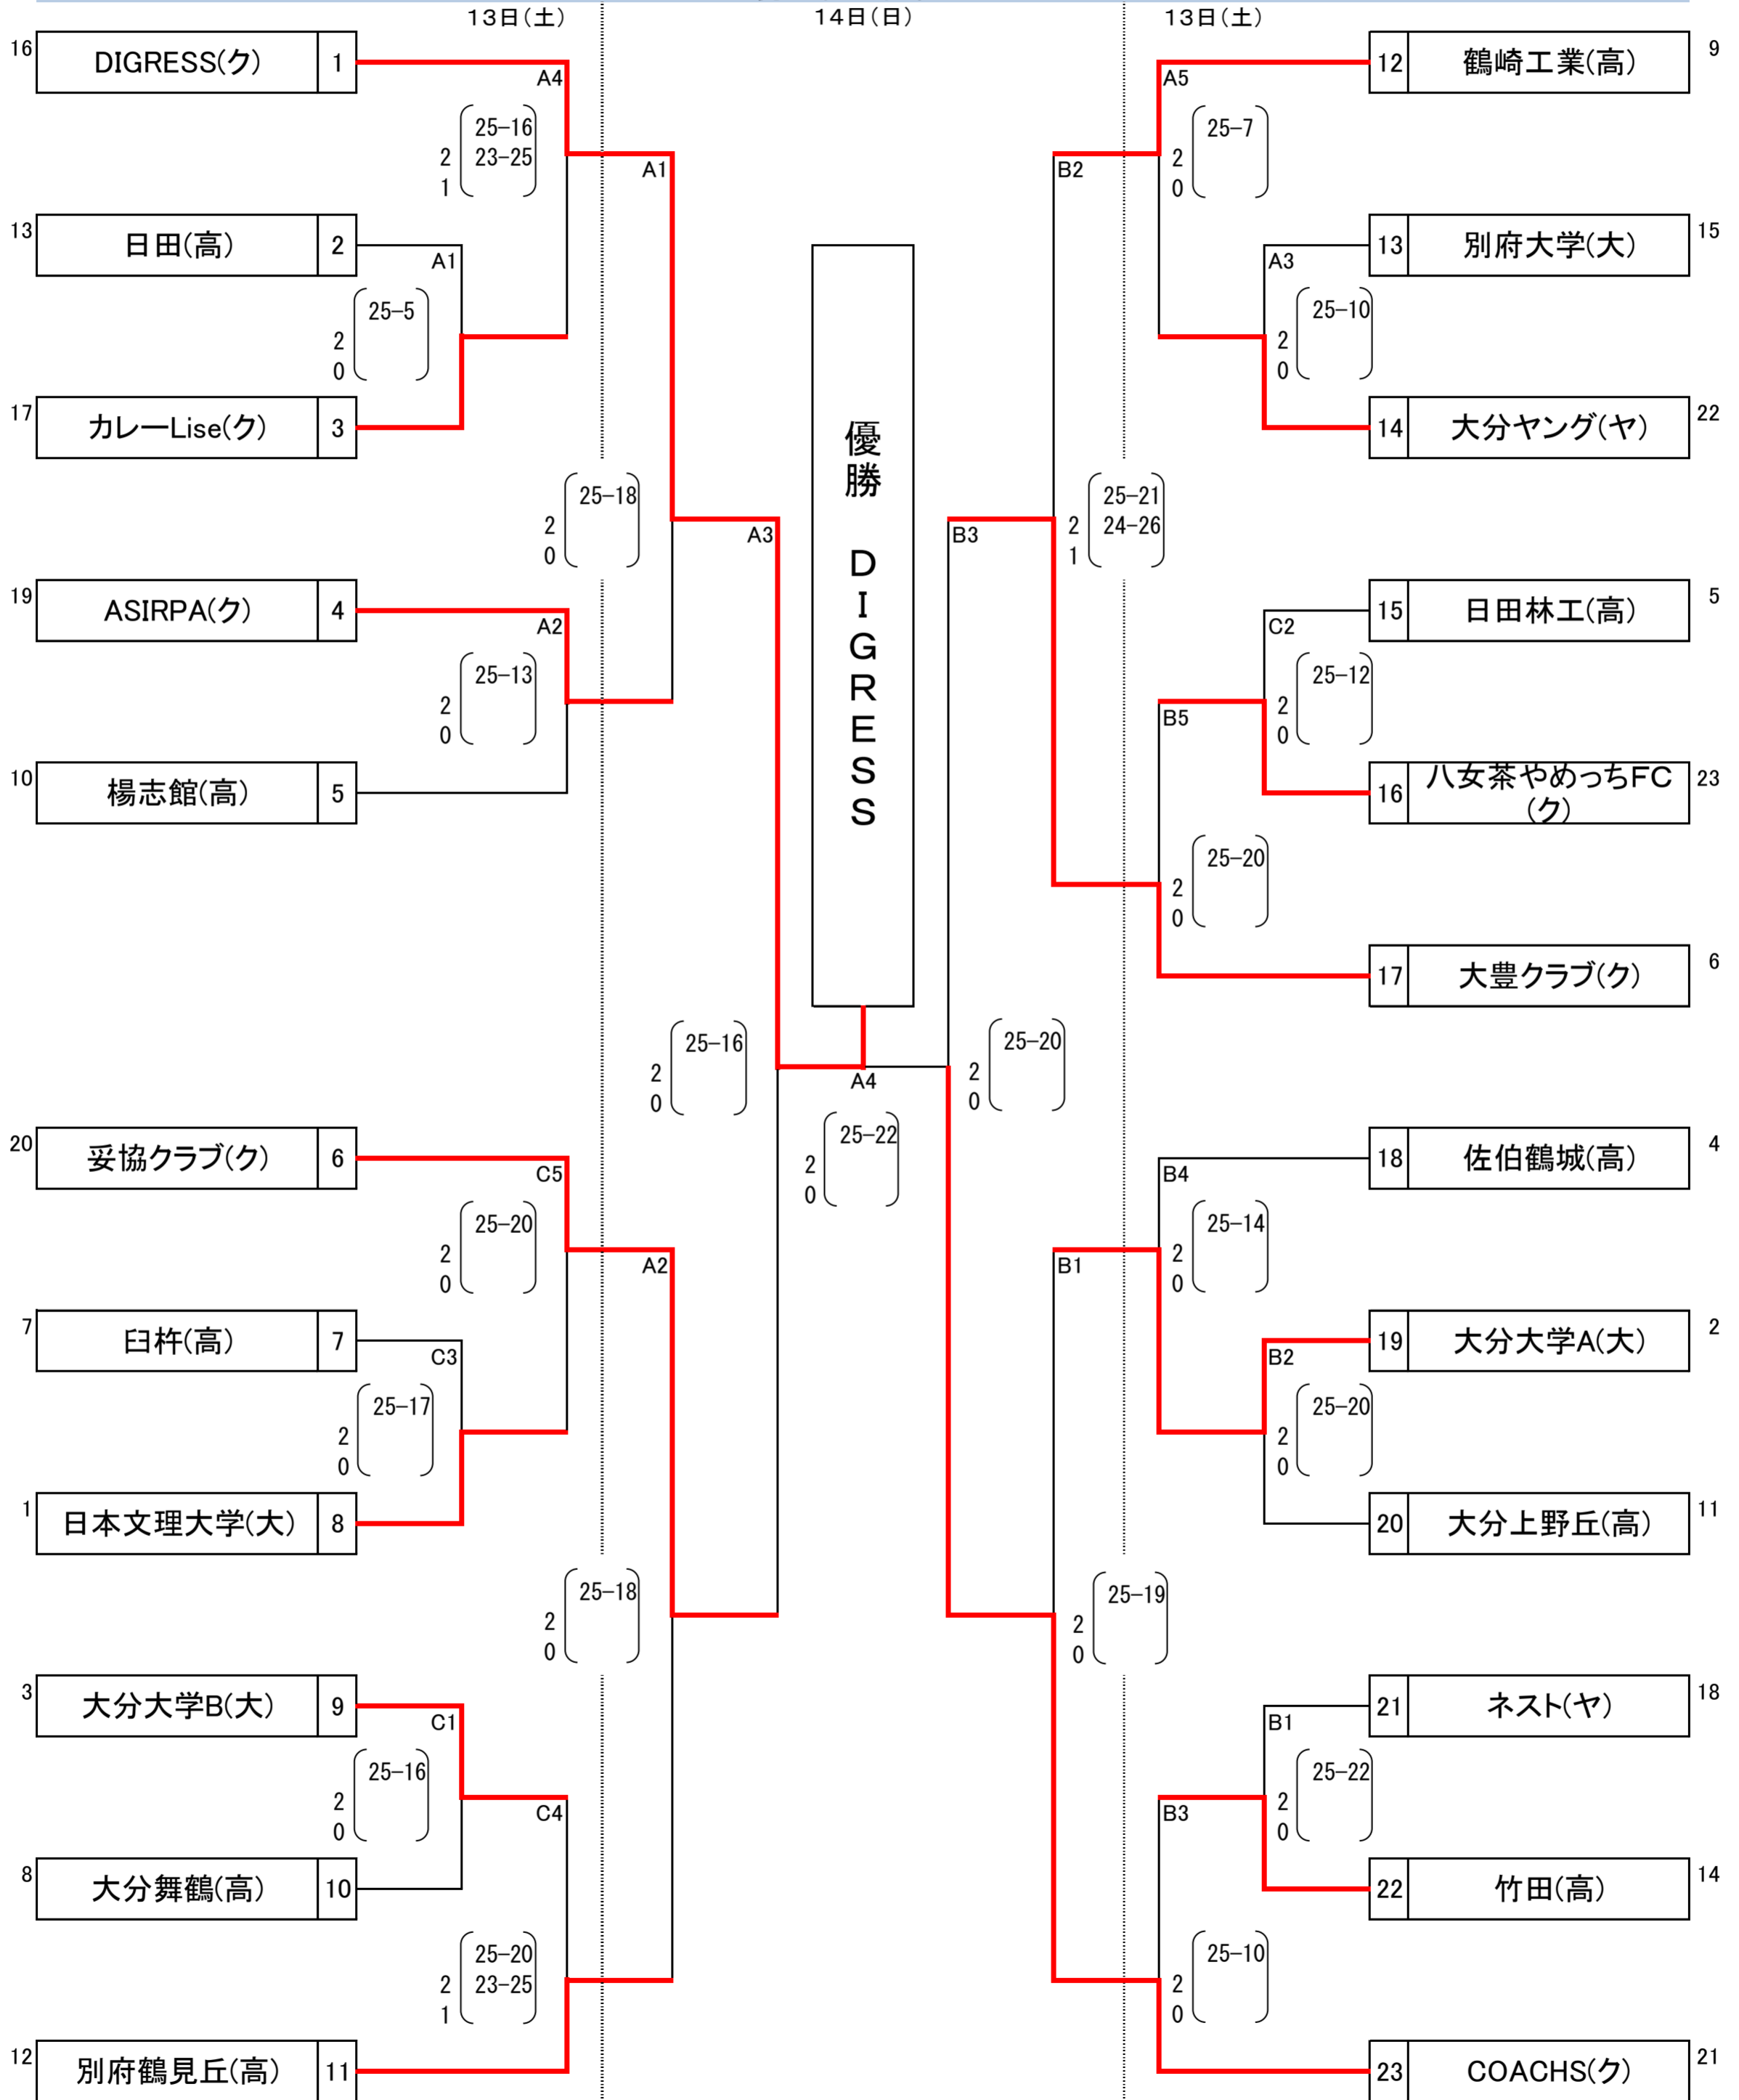 13日(土)
14日(日)
13日(土)
16 DIGRESS(ク) 1
A4
25-16
2 23-25
1
A1
13 日田(高) 2
A1
25-5
2
0
17 カレーLise(ク) 3
25-18
2
0
A3
19 ASIRPA(ク) 4
A2
25-13
2
0
10 楊志館(高) 5
優勝 DIGRESS
25-16
2
0
A4
25-22
2
0
20 妥協クラブ(ク) 6
C5
25-20
2
0
A2
7 臼杵(高) 7
C3
25-17
2
0
1 日本文理大学(大) 8
25-18
2
0
3 大分大学B(大) 9
C1
25-16
2
0
C4
8 大分舞鶴(高) 10
25-20
2 23-25
1
12 別府鶴見丘(高) 11
12 鶴崎工業(高) 9
A5
25-7
2
0
B2
13 別府大学(大) 15
A3
25-10
2
0
14 大分ヤング(ヤ) 22
25-21
2 24-26
1
B3
15 日田林工(高) 5
C2
25-12
2
0
B5
16 八女茶やめっちFC
(ク)
23
25-20
2
0
17 大豊クラブ(ク) 6
25-20
2
0
18 佐伯鶴城(高) 4
B4
25-14
2
0
B1
19 大分大学A(大) 2
B2
25-20
2
0
20 大分上野丘(高) 11
25-19
2
0
21 ネスト(ヤ) 18
B1
25-22
2
0
B3
22 竹田(高) 14
25-10
2
0
23 COACHS(ク) 21